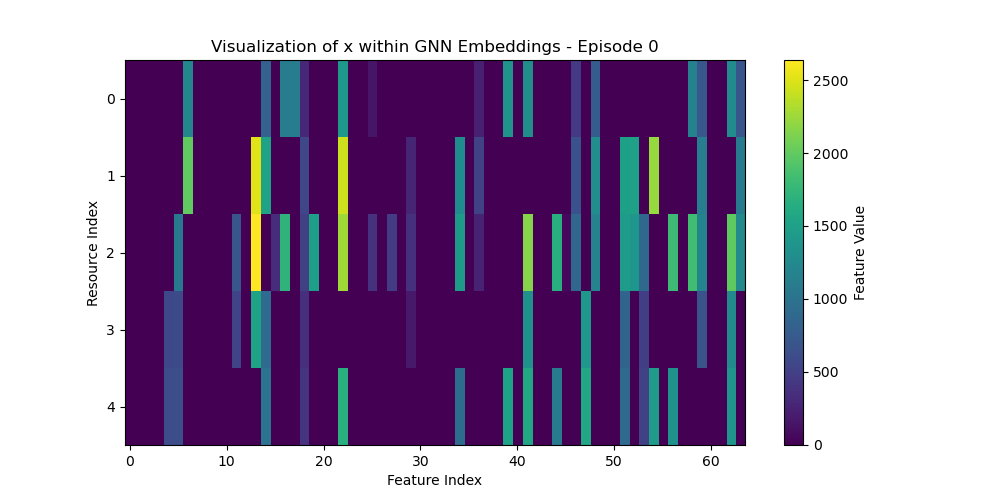 Visualization of x within GNN Embeddings - Episode 0
Resource Index
0
1
2
3
4
0 10 20 30 40 50 60
Feature Index
2500
2000
1500
1000
500
0
Feature Value